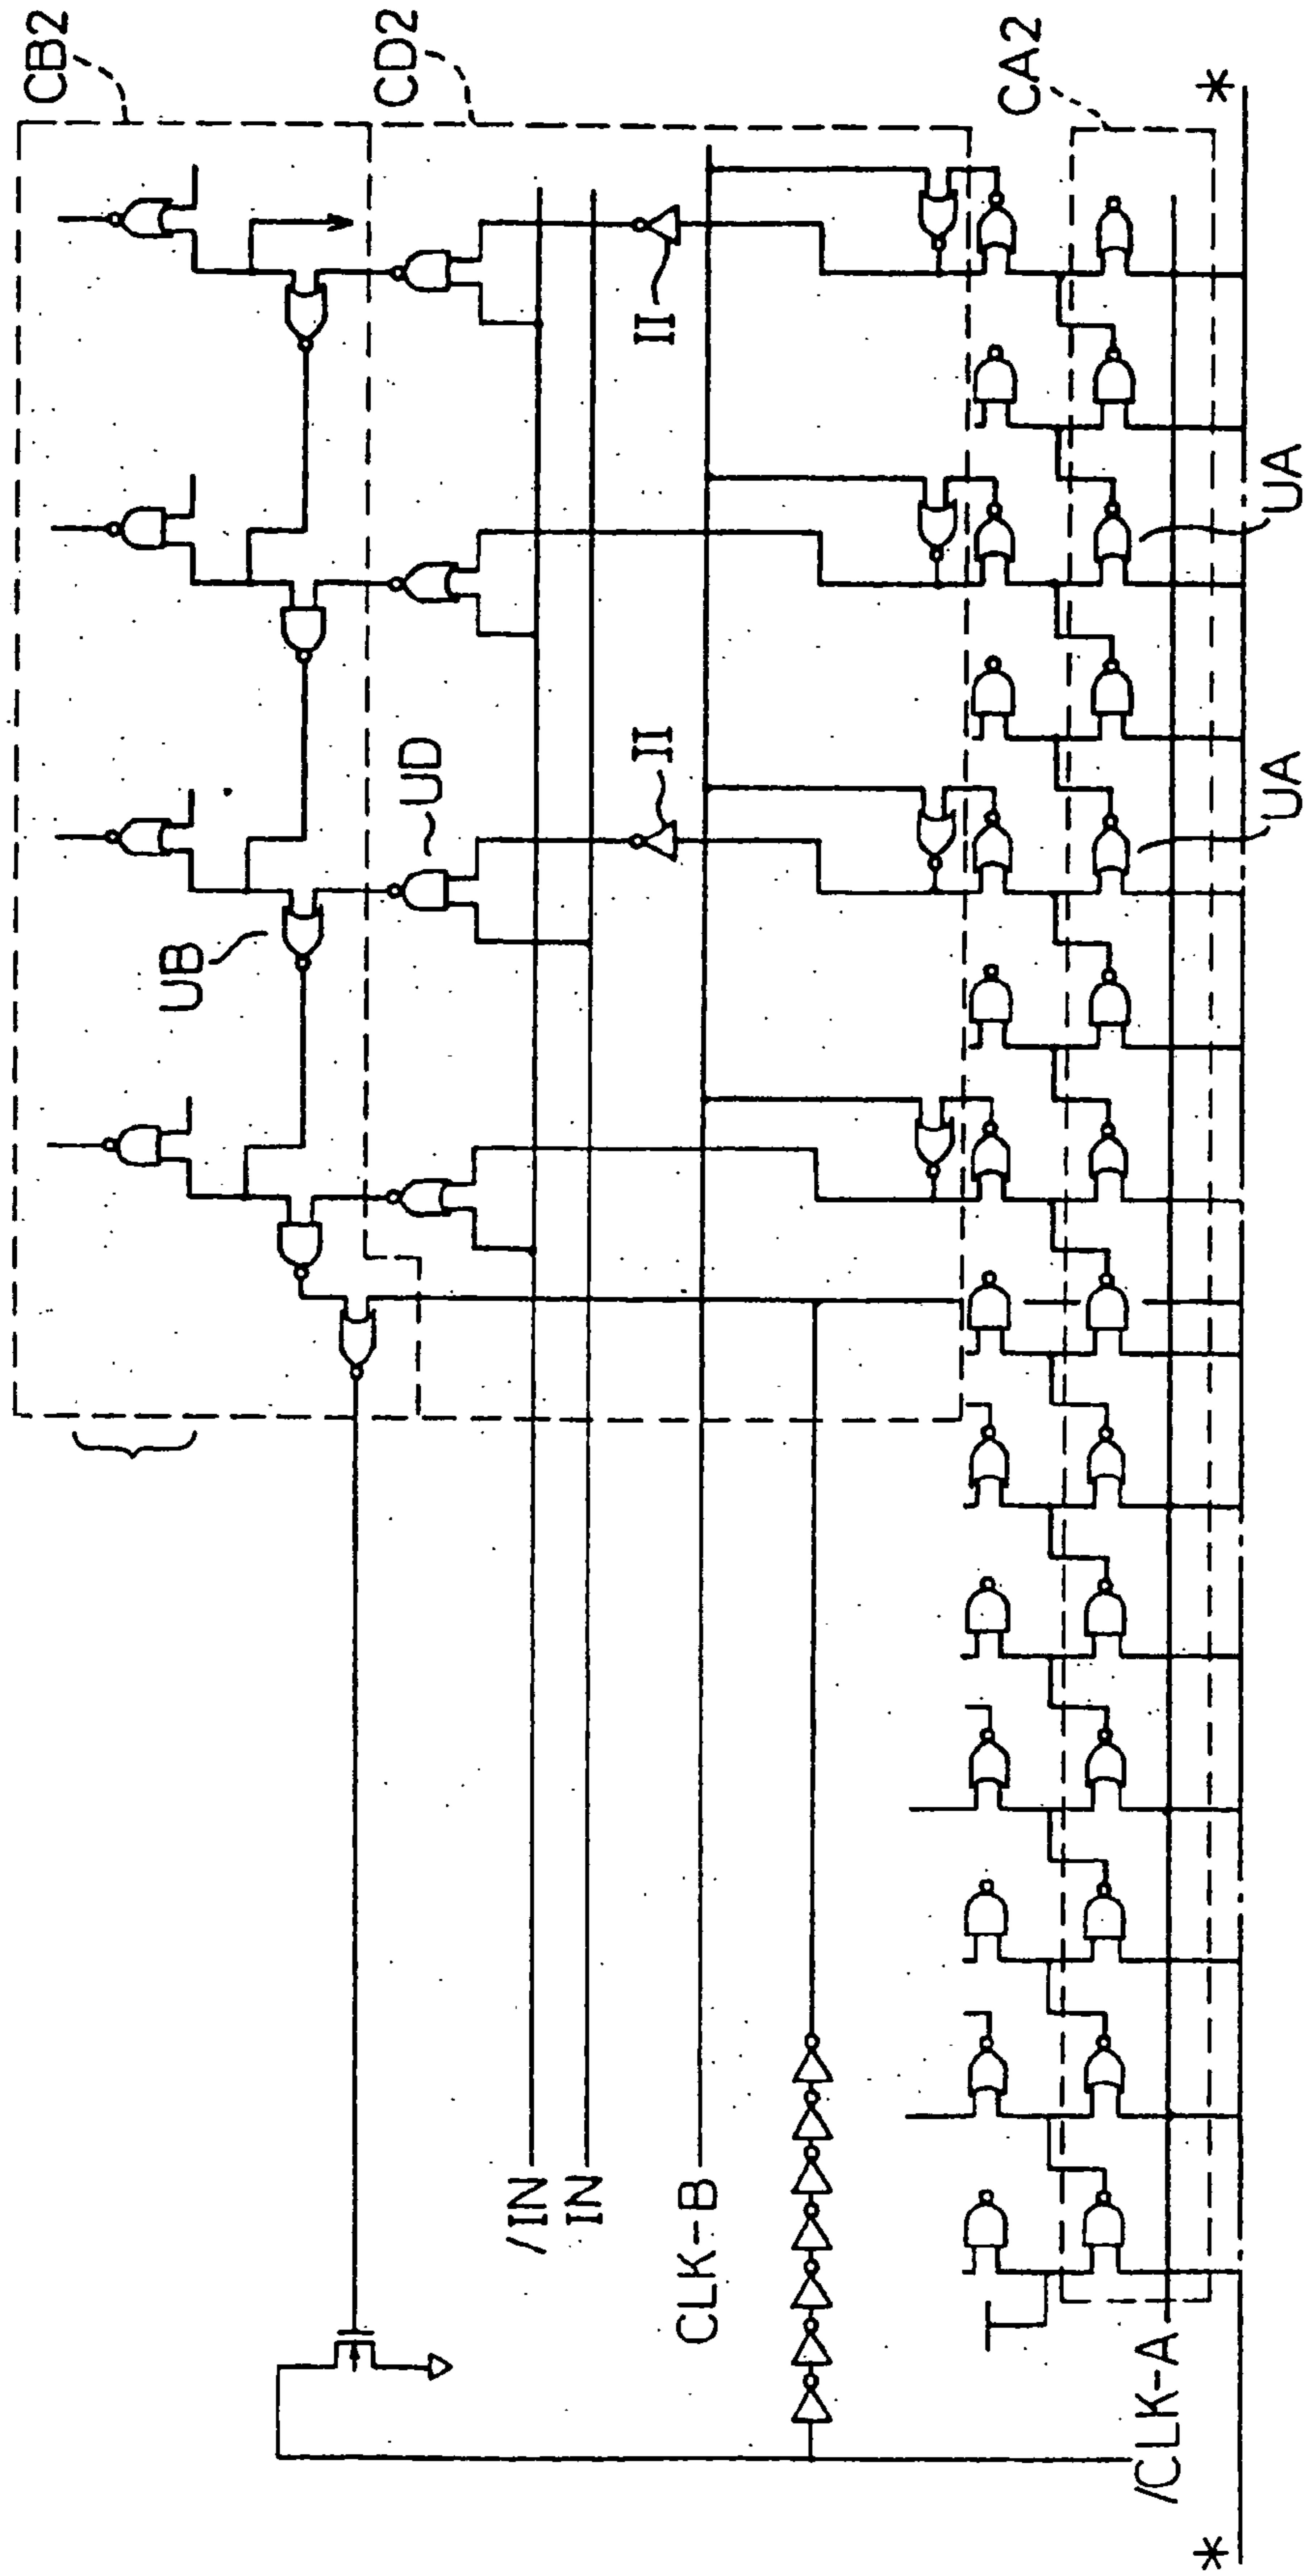 CB2
CD2
CA2
*
II
UA
II
UD
UA
UB
/IN
IN
CLK-B
/CLK-A
*